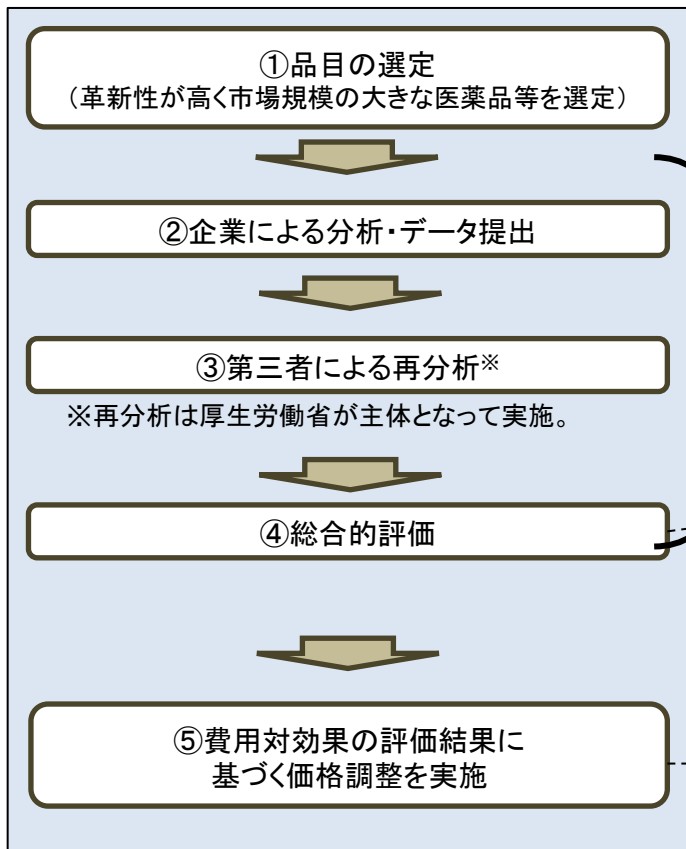 ①品目の選定
（革新性が高く市場規模の大きな医薬品等を選定）
②企業による分析・データ提出
③第三者による再分析※
※再分析は厚生労働省が主体となって実施。
④総合的評価
⑤費用対効果の評価結果に
基づく価格調整を実施